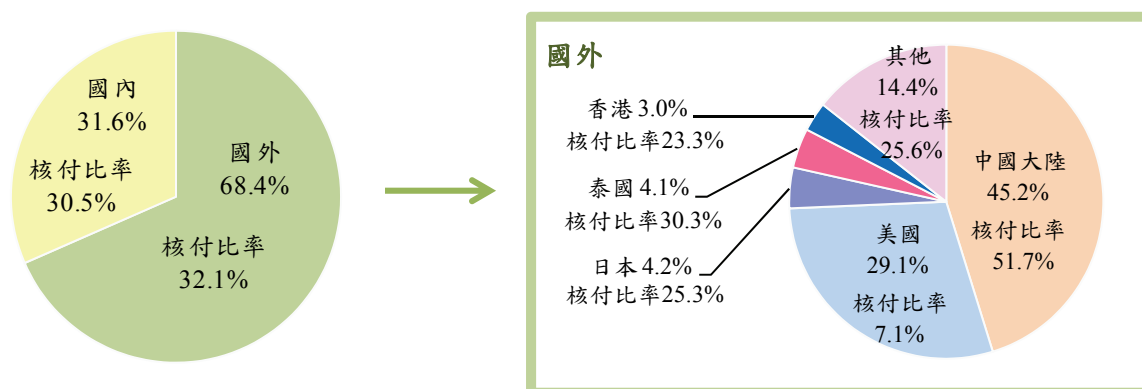 國內
31.6%
核付比率
30.5%
國外
68.4%
核付比率
32.1%
國外
香港3.0%
核付比率23.3%
泰國4.1%
核付比率30.3%
日本4.2%
核付比率25.3%
其他
14.4%
核付比率
25.6%
中國大陸
45.2%
核付比率
51.7%
美國
29.1%
核付比率
7.1%